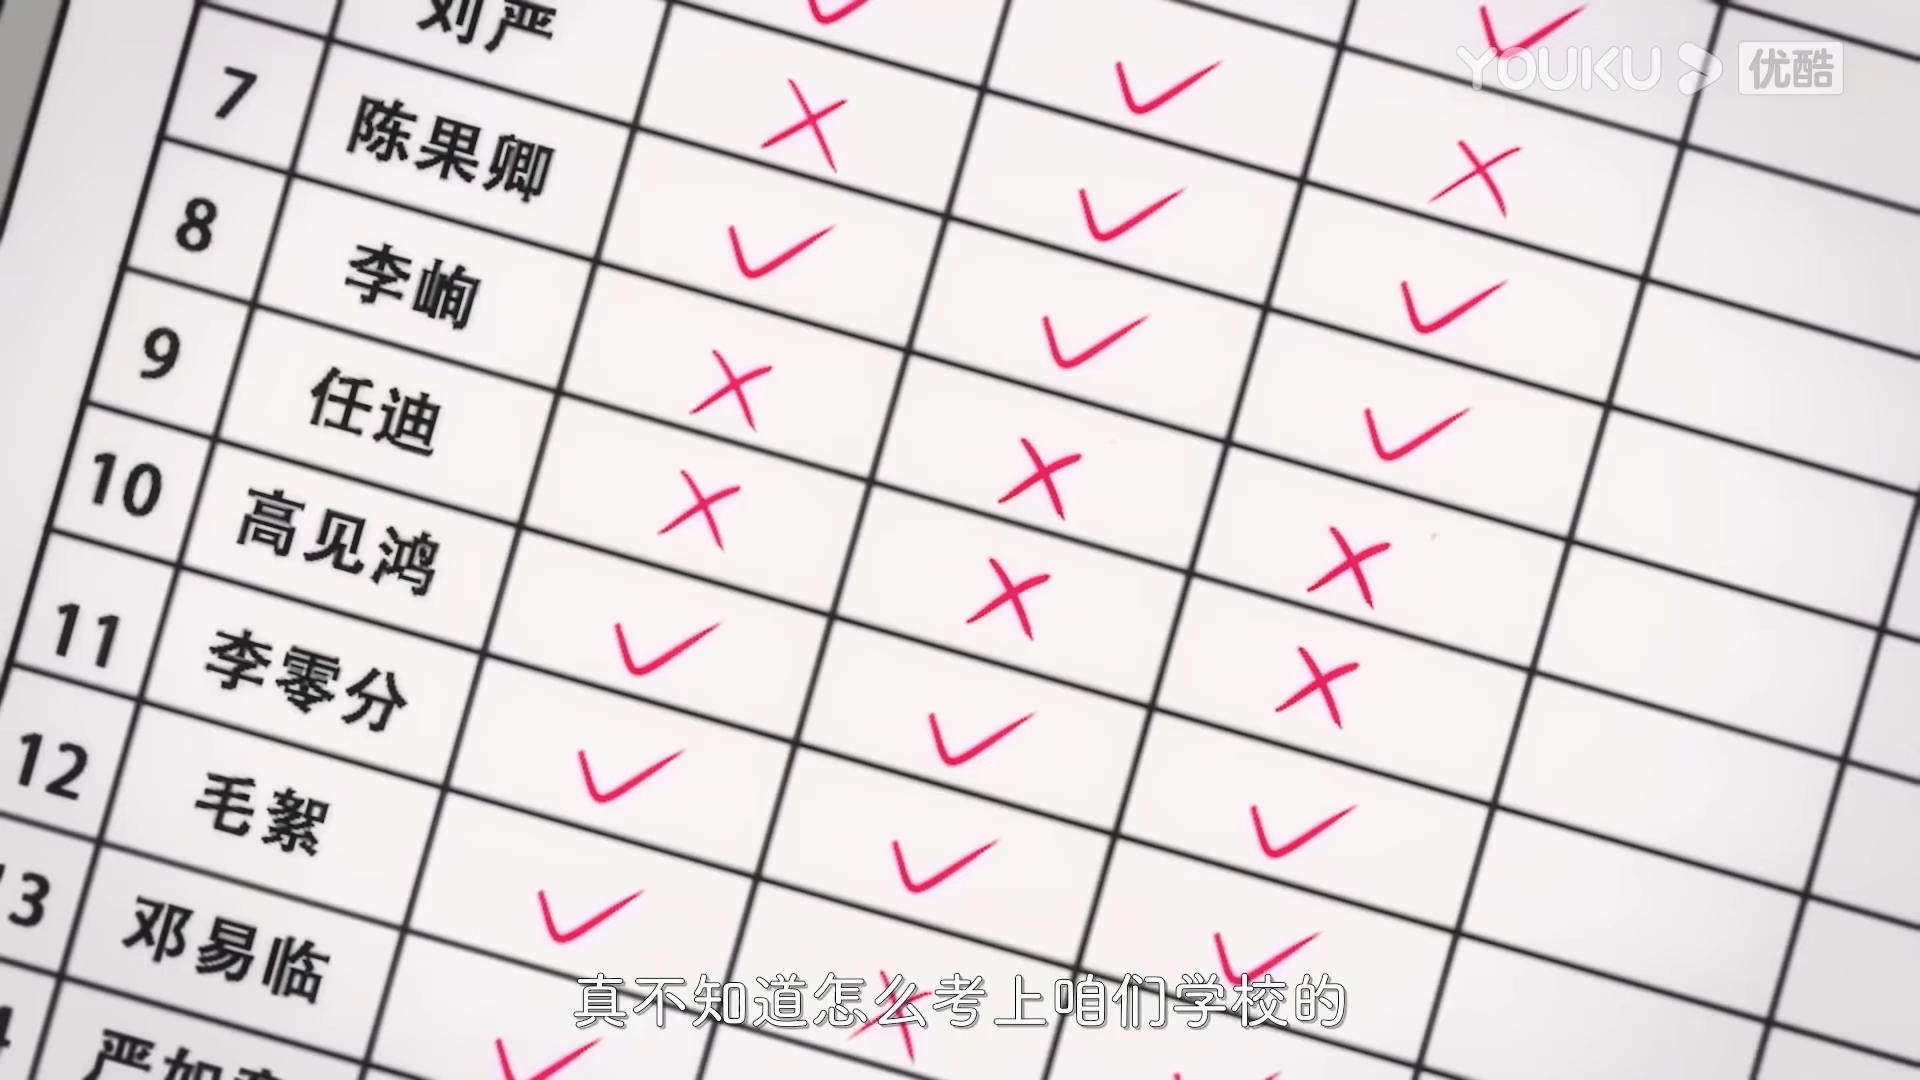 刘严
YOUKU 优酷
7 陈果卿
8 李峋
9 任迪
10 高见鸿
11 李零分
12 毛絮
13 邓易临
严如
真不知道怎么考上咱们学校的